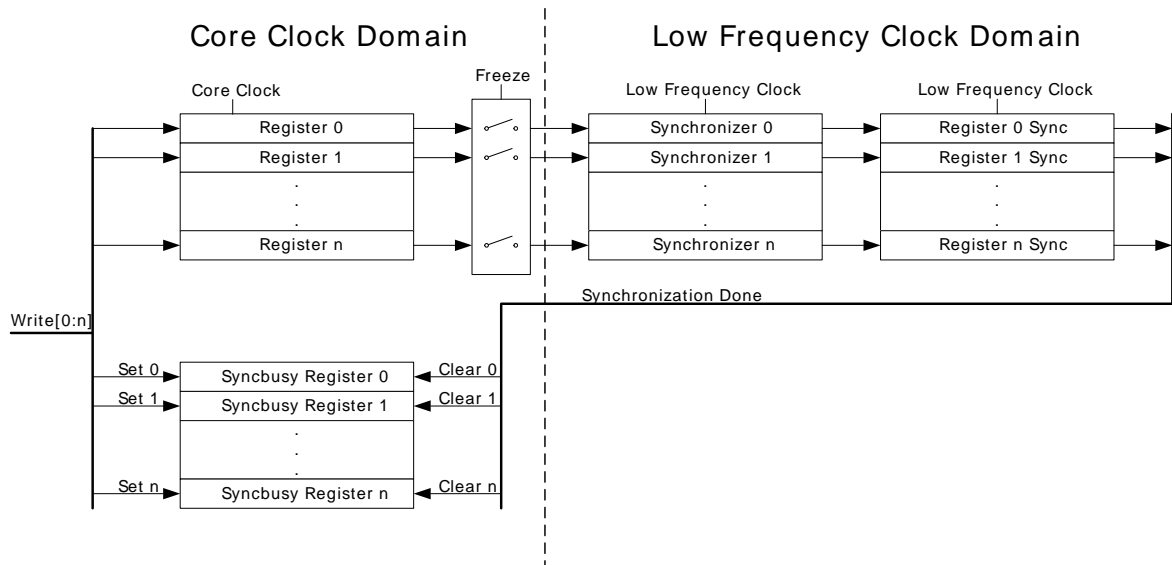 Core Clock Domain
Low Frequency Clock Domain
Freeze
Core Clock
Low Frequency Clock
Low Frequency Clock
Register 0
Synchronizer 0
Register 0 Sync
Register 1
Synchronizer 1
Register 1 Sync
.
.
.
.
.
.
.
.
.
Register n
Synchronizer n
Register n Sync
Synchronization Done
Write[0:n]
Set 0
Syncbusy Register 0
Clear 0
Set 1
Syncbusy Register 1
Clear 1
.
.
.
Set n
Syncbusy Register n
Clear n